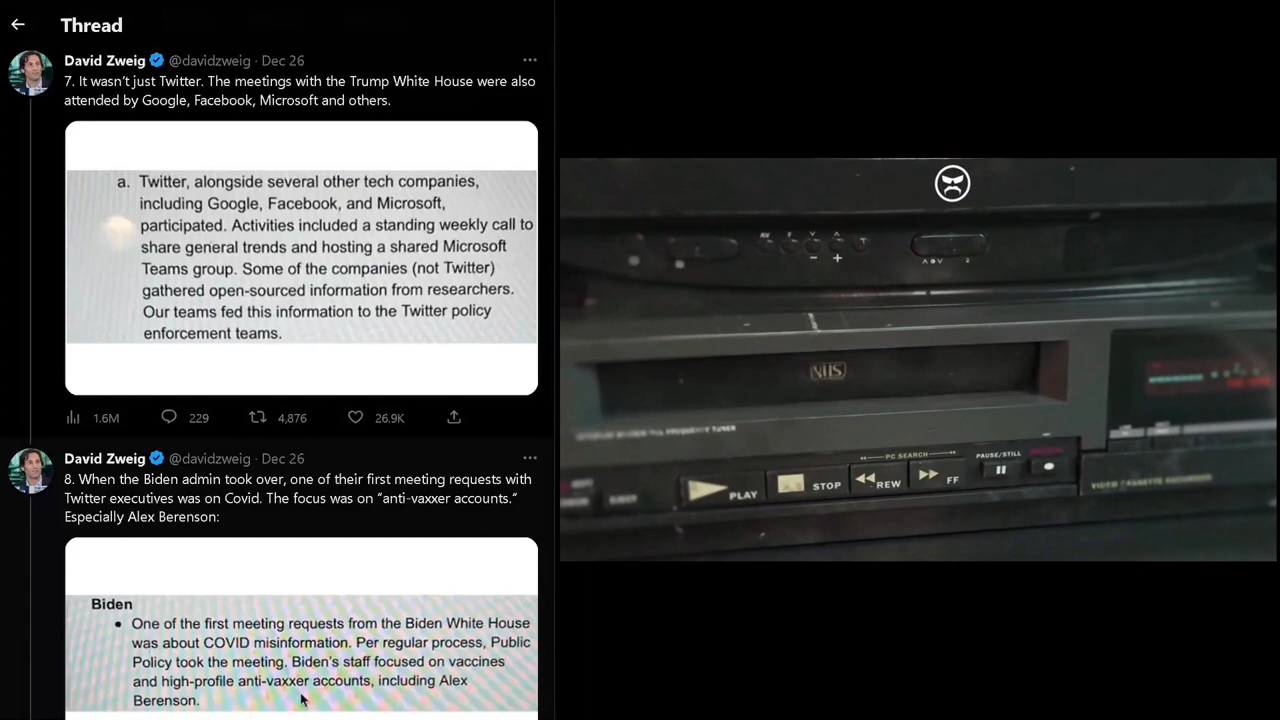 Thread
David Zweig @davidzweig · Dec 26
7. It wasn't just Twitter. The meetings with the Trump White House were also
attended by Google, Facebook, Microsoft and others.
a. Twitter, alongside several other tech companies,
including Google, Facebook, and Microsoft,
participated. Activities included a standing weekly call to
share general trends and hosting a shared Microsoft
Teams group. Some of the companies (not Twitter)
gathered open-sourced information from researchers.
Our teams fed this information to the Twitter policy
enforcement teams.
1.6M 229 4,876 26.9K
David Zweig @davidzweig · Dec 26
8. When the Biden admin took over, one of their first meeting requests with
Twitter executives was on Covid. The focus was on “anti-vaxxer accounts.”
Especially Alex Berenson:
Biden
• One of the first meeting requests from the Biden White House
was about COVID misinformation. Per regular process, Public
Policy took the meeting. Biden's staff focused on vaccines
and high-profile anti-vaxxer accounts, including Alex
Berenson.
AV
VHS
PC SEARCH
PAUSE/STILL
PLAY STOP REW FF
VIDEO CASSETTE RECORDER